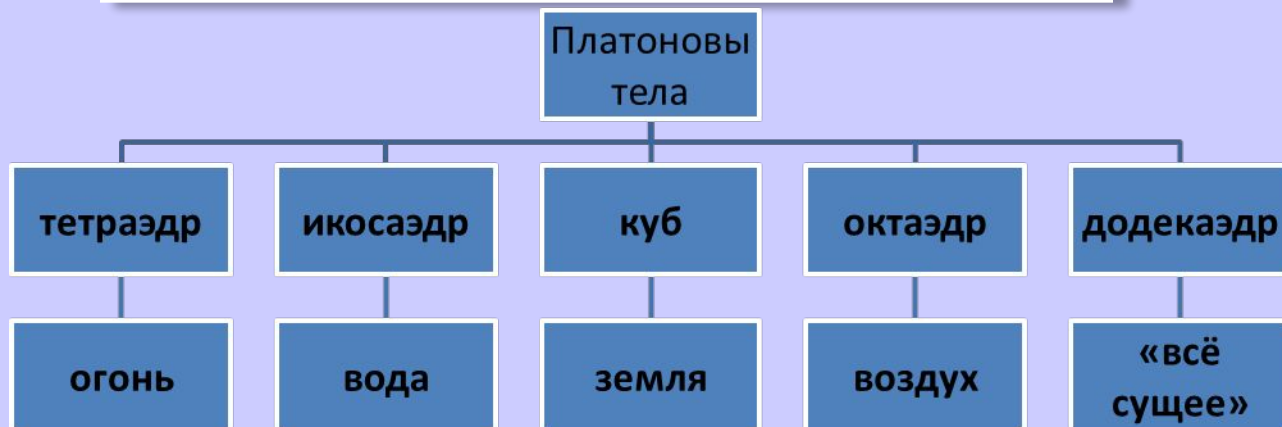 Платоновы
тела
тетраэдр
икосаэдр
куб
октаэдр
додекаэдр
огонь
вода
земля
воздух
«всё
сущее»